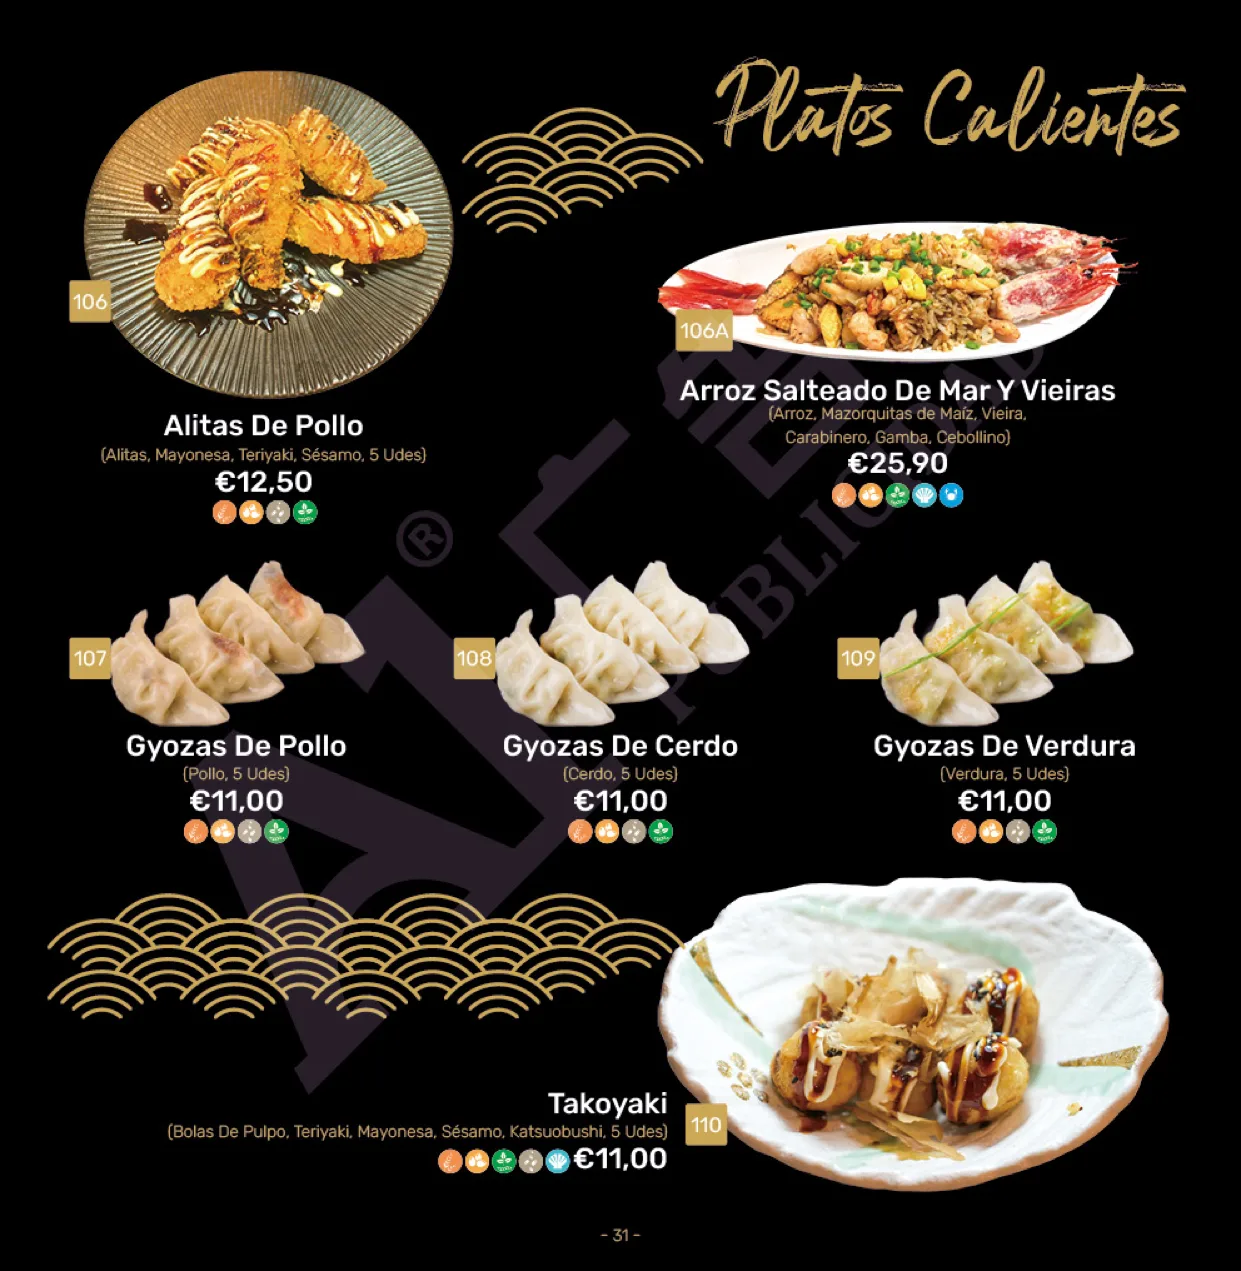 Platos Calientes
106
Alitas De Pollo
(Alitas, Mayonesa, Teriyaki, Sésamo, 5 Udes)
€12,50
106A
Arroz Salteado De Mar Y Vieiras
(Arroz, Mazorquitas de Maíz, Vieira,
Carabinero, Gamba, Cebollino)
€25,90
107
Gyozas De Pollo
(Pollo, 5 Udes)
€11,00
108
Gyozas De Cerdo
(Cerdo, 5 Udes)
€11,00
109
Gyozas De Verdura
(Verdura, 5 Udes)
€11,00
®
PUBLICIDAD
Takoyaki
(Bolas De Pulpo, Teriyaki, Mayonesa, Sésamo, Katsuobushi, 5 Udes)
€11,00
110
- 31 -